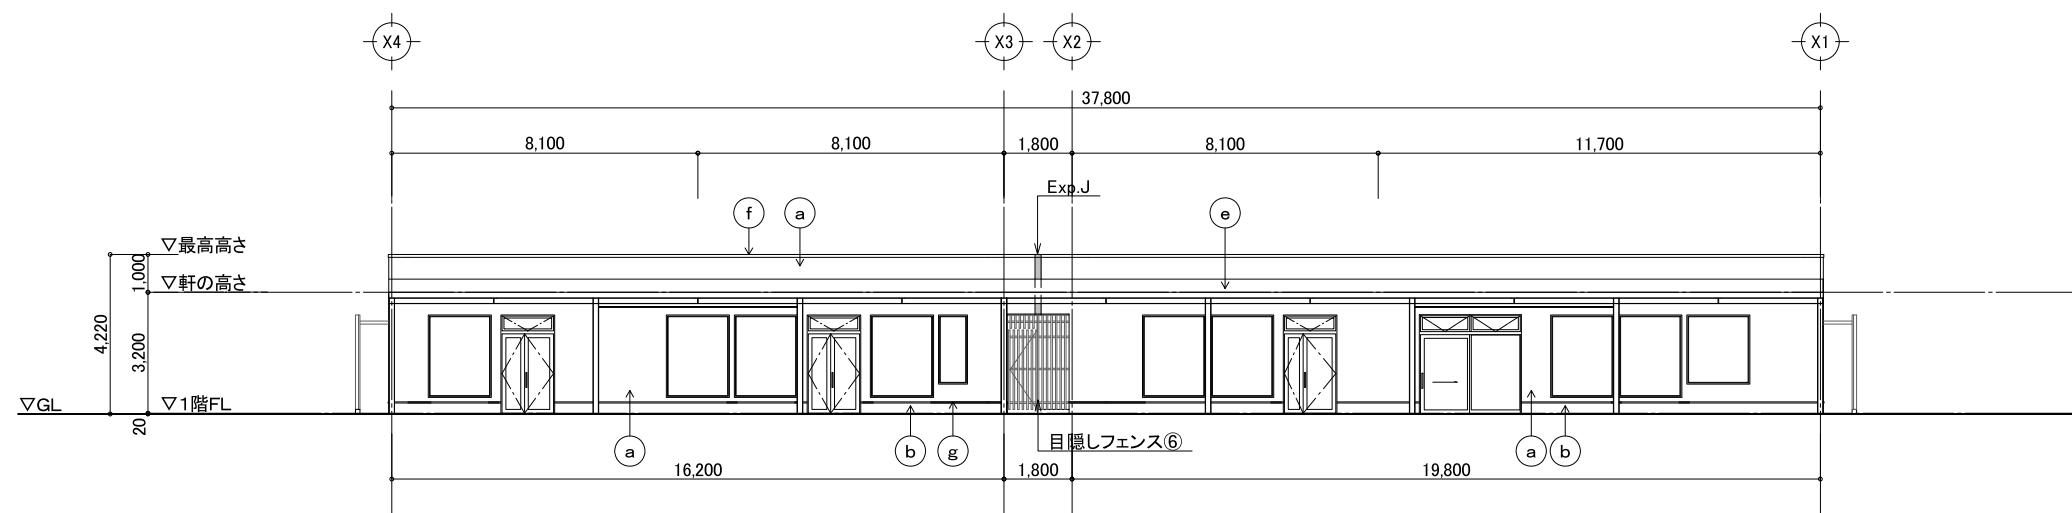 X4 X3 X2 X1
37,800
8,100 8,100 1,800 8,100 11,700
Exp.J
f a e
▽最高高さ
1,000
▽軒の高さ
4,220
3,200
▽GL ▽1階FL
20
a b g 目隠しフェンス⑥ a b
16,200 1,800 19,800